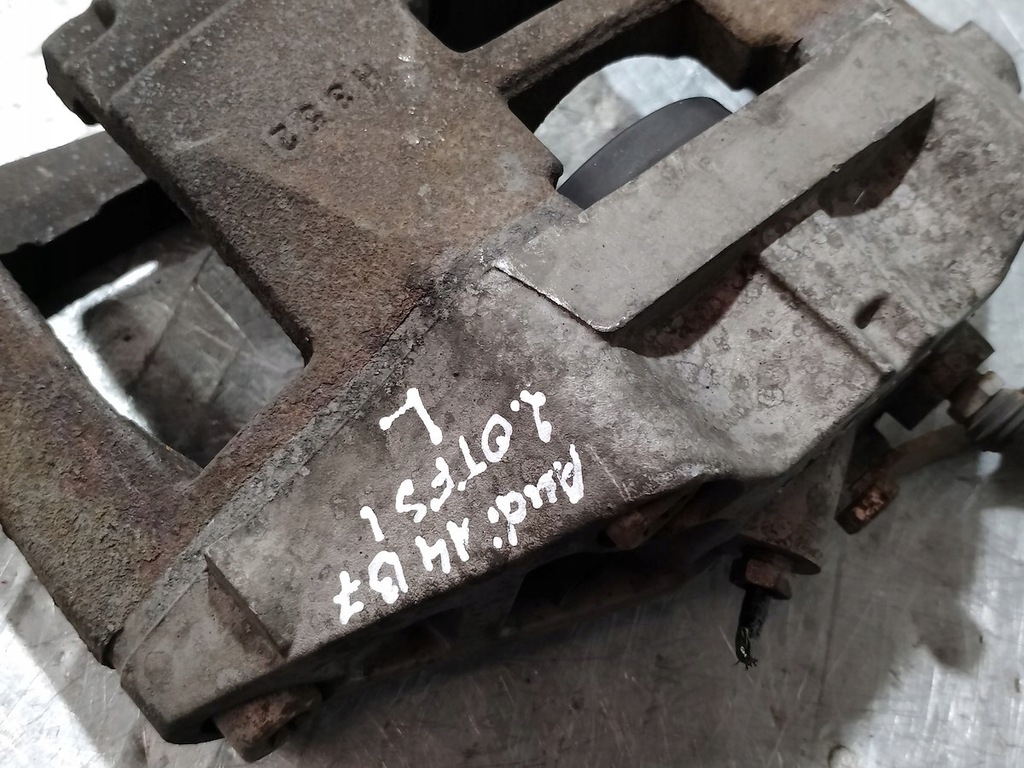 Audi A4 B7
2.0TFSI
L